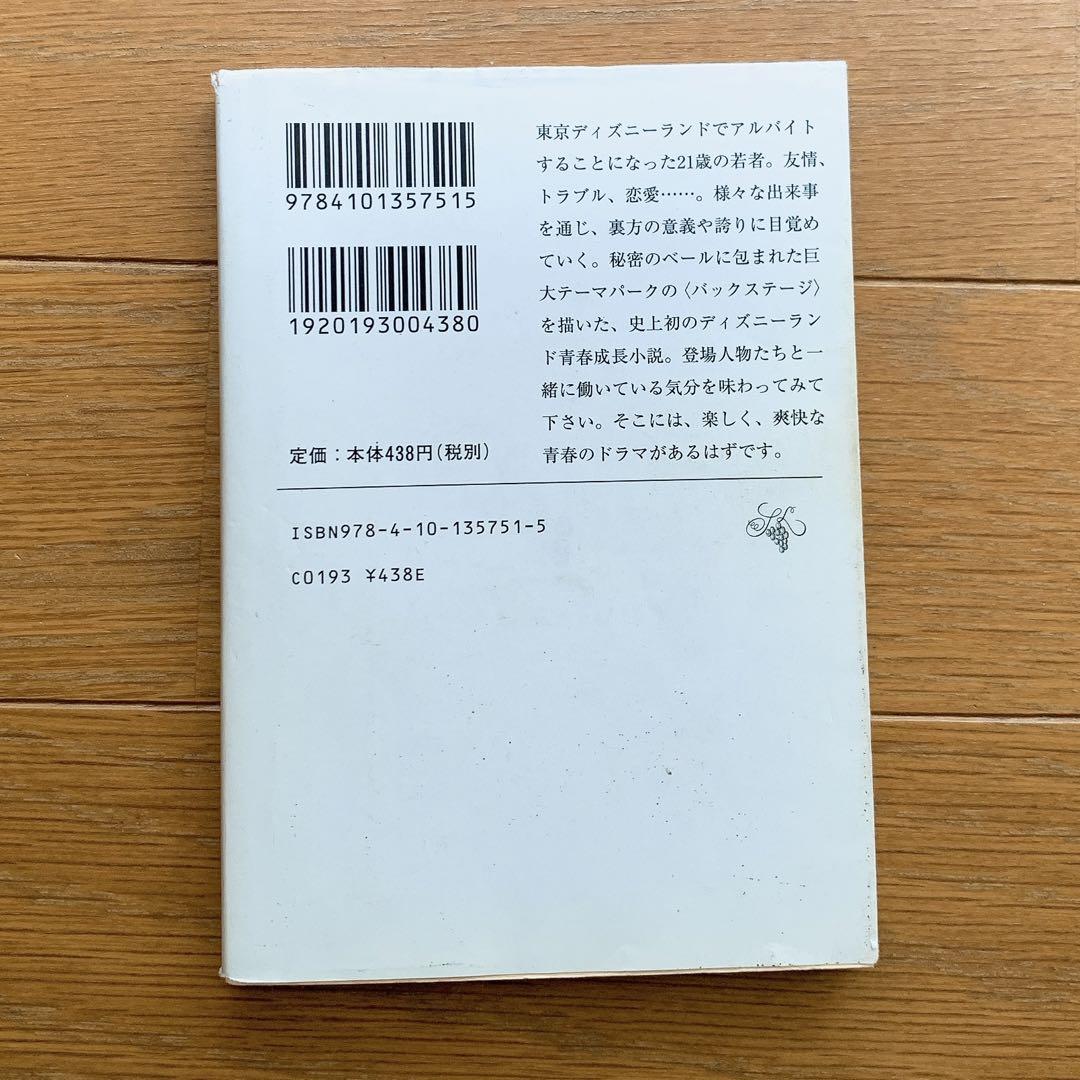 9784101357515
1920193004380
定価：本体438円(税別)
東京ディズニーランドでアルバイト
することになった21歳の若者。友情、
トラブル、恋愛……。様々な出来事
を通じ、裏方の意義や誇りに目覚め
ていく。秘密のベールに包まれた巨
大テーマパークの〈バックステージ〉
を描いた、史上初のディズニーラン
ド青春成長小説。登場人物たちと一
緒に働いている気分を味わってみて
下さい。そこには、楽しく、爽快な
青春のドラマがあるはずです。
ISBN978-4-10-135751-5
C0193 ¥438E